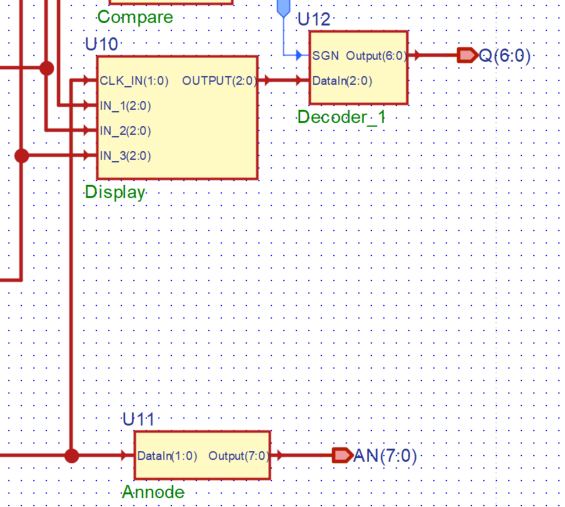 Compare
U12
SGN Output(6:0)
Q(6:0)
DataIn(2:0)
Decoder_1
U10
CLK_IN(1:0) OUTPUT(2:0)
IN_1(2:0)
IN_2(2:0)
IN_3(2:0)
Display
U11
DataIn(1:0) Output(7:0)
AN(7:0)
Annode